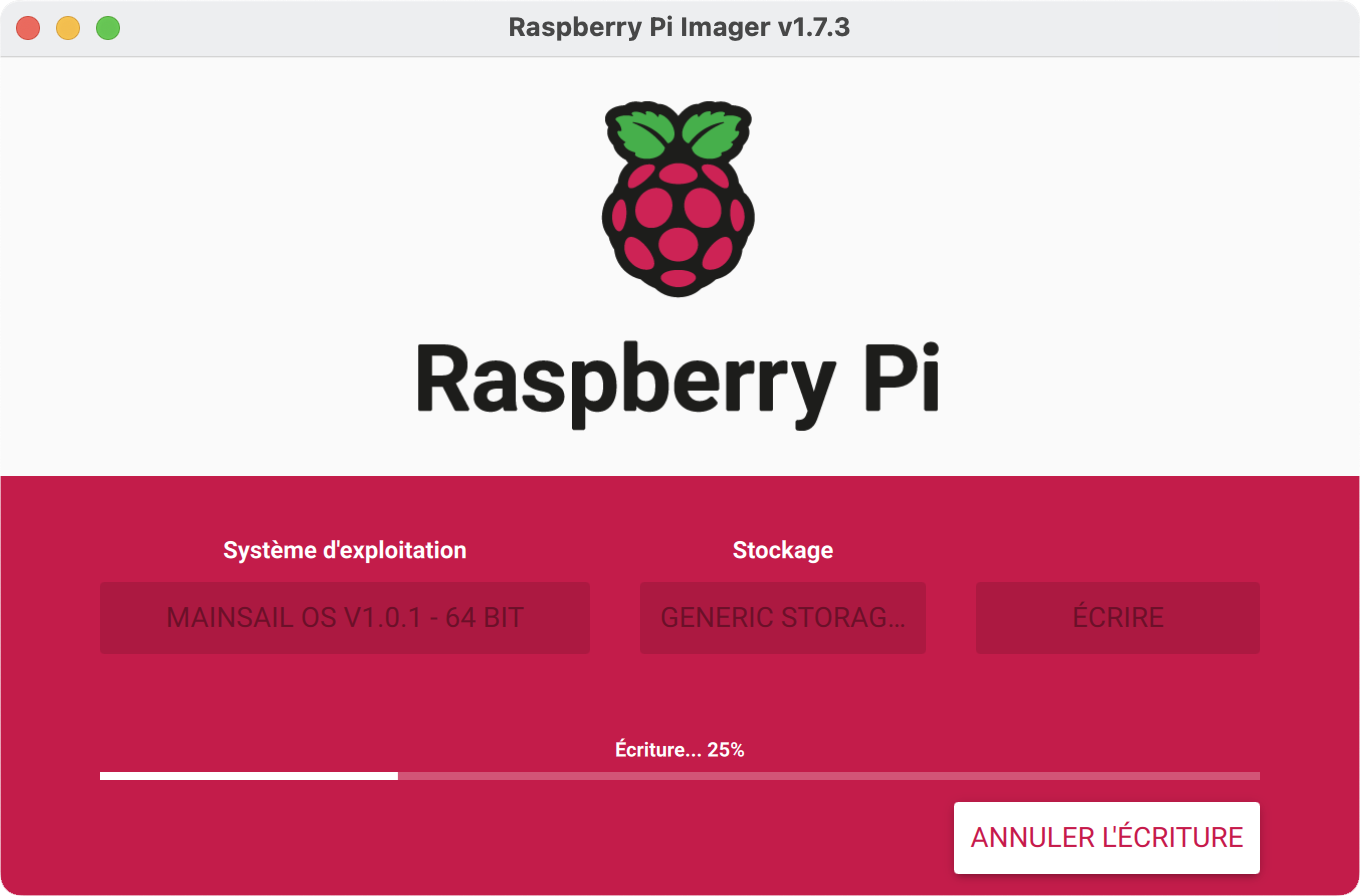 Raspberry Pi Imager v1.7.3
Raspberry Pi
Système d'exploitation
Stockage
MAINSAIL OS V1.0.1 - 64 BIT
GENERIC STORAG...
ÉCRIRE
Écriture... 25%
ANNULER L'ÉCRITURE